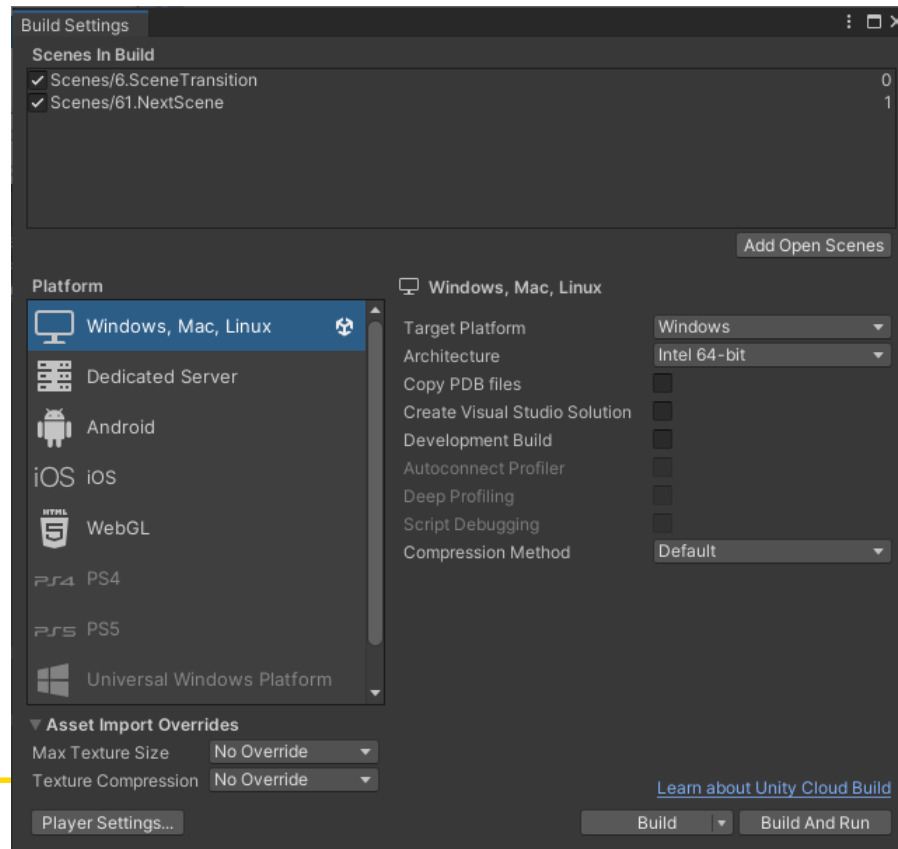 Build Settings
Scenes In Build
Scenes/6.SceneTransition 0
Scenes/61.NextScene 1
Add Open Scenes
Platform
Windows, Mac, Linux
Dedicated Server
Android
iOS iOS
HTML
5 WebGL
PS4 PS4
PS5 PS5
Universal Windows Platform
Windows, Mac, Linux
Target Platform Windows
Architecture Intel 64-bit
Copy PDB files
Create Visual Studio Solution
Development Build
Autoconnect Profiler
Deep Profiling
Script Debugging
Compression Method Default
Asset Import Overrides
Max Texture Size No Override
Texture Compression No Override
Learn about Unity Cloud Build
Player Settings...
Build
Build And Run